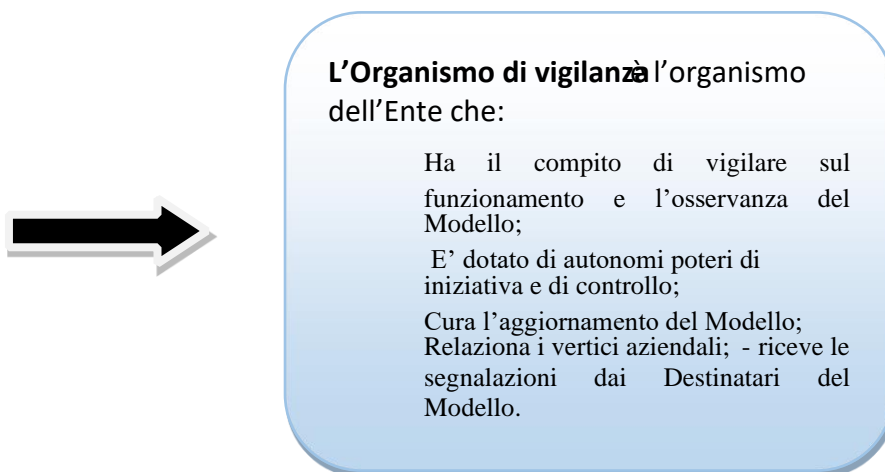 L’Organismo di vigilanza è l’organismo
dell’Ente che:
Ha il compito di vigilare sul
funzionamento e l’osservanza del
Modello;
E’ dotato di autonomi poteri di
iniziativa e di controllo;
Cura l’aggiornamento del Modello;
Relaziona i vertici aziendali; - riceve le
segnalazioni dai Destinatari del
Modello.